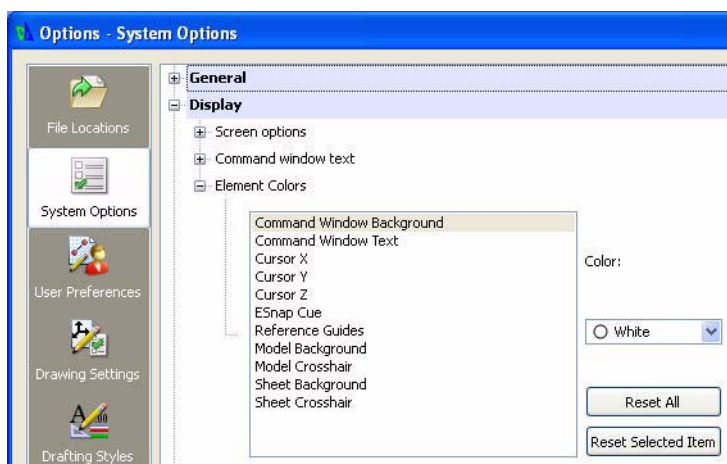 Options - System Options
File Locations
System Options
User Preferences
Drawing Settings
Drafting Styles
General
Display
Screen options
Command window text
Element Colors
Command Window Background
Command Window Text
Cursor X
Cursor Y
Cursor Z
ESnap Cue
Reference Guides
Model Background
Model Crosshair
Sheet Background
Sheet Crosshair
Color:
White
Reset All
Reset Selected Item